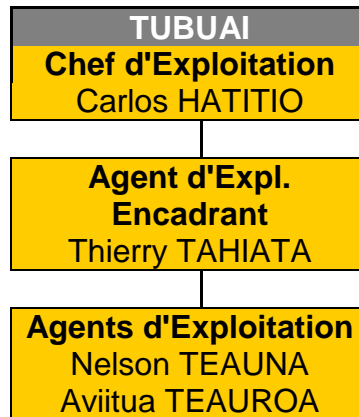 TUBUAI
Chef d'Exploitation
Carlos HATITIO
Agent d'Expl.
Encadrant
Thierry TAHIATA
Agents d'Exploitation
Nelson TEAUNA
Aviitua TEAUROA